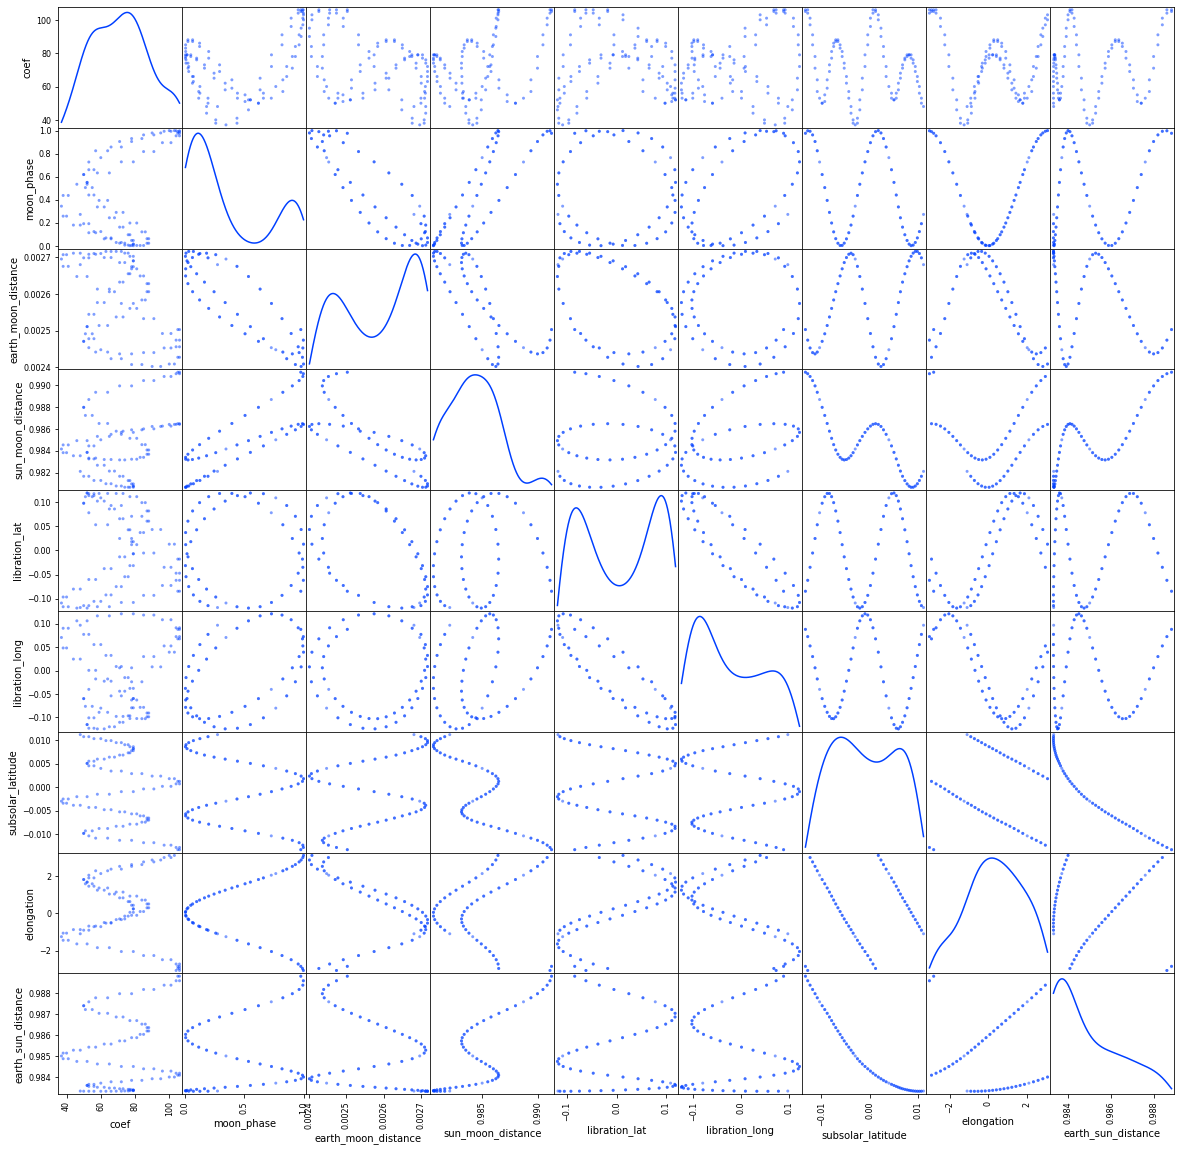 coef
100
80
60
40
moon_phase
1.0
0.8
0.6
0.4
0.2
0.0
earth_moon_distance
0.0027
0.0026
0.0025
0.0024
sun_moon_distance
0.990
0.988
0.986
0.984
0.982
libration_lat
0.10
0.05
0.00
−0.05
−0.10
libration_long
0.10
0.05
0.00
−0.05
−0.10
subsolar_latitude
0.010
0.005
0.000
−0.005
−0.010
elongation
2
0
−2
earth_sun_distance
0.988
0.987
0.986
0.985
0.984
40 60 80 100
coef
0.0 0.5 1.0
moon_phase
0.0024 0.0025 0.0026 0.0027
earth_moon_distance
0.985 0.990
sun_moon_distance
−0.1 0.0 0.1
libration_lat
−0.1 0.0 0.1
libration_long
−0.01 0.00 0.01
subsolar_latitude
−2 0 2
elongation
0.984 0.986 0.988
earth_sun_distance